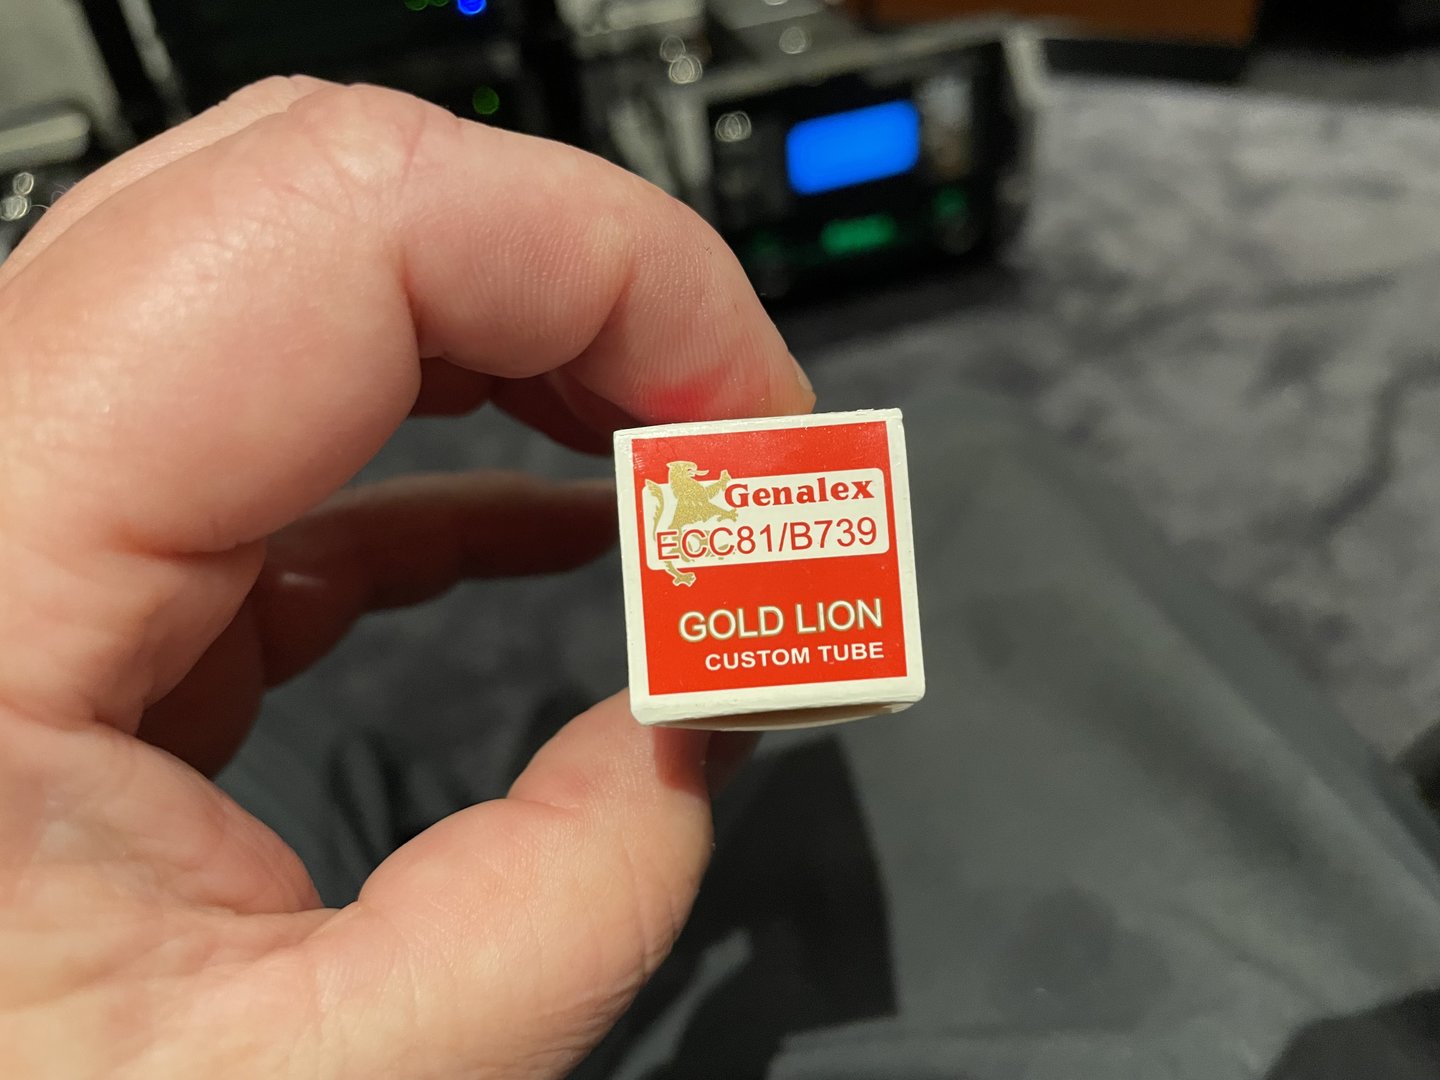 Genalex
ECC81/B739
GOLD LION
CUSTOM TUBE